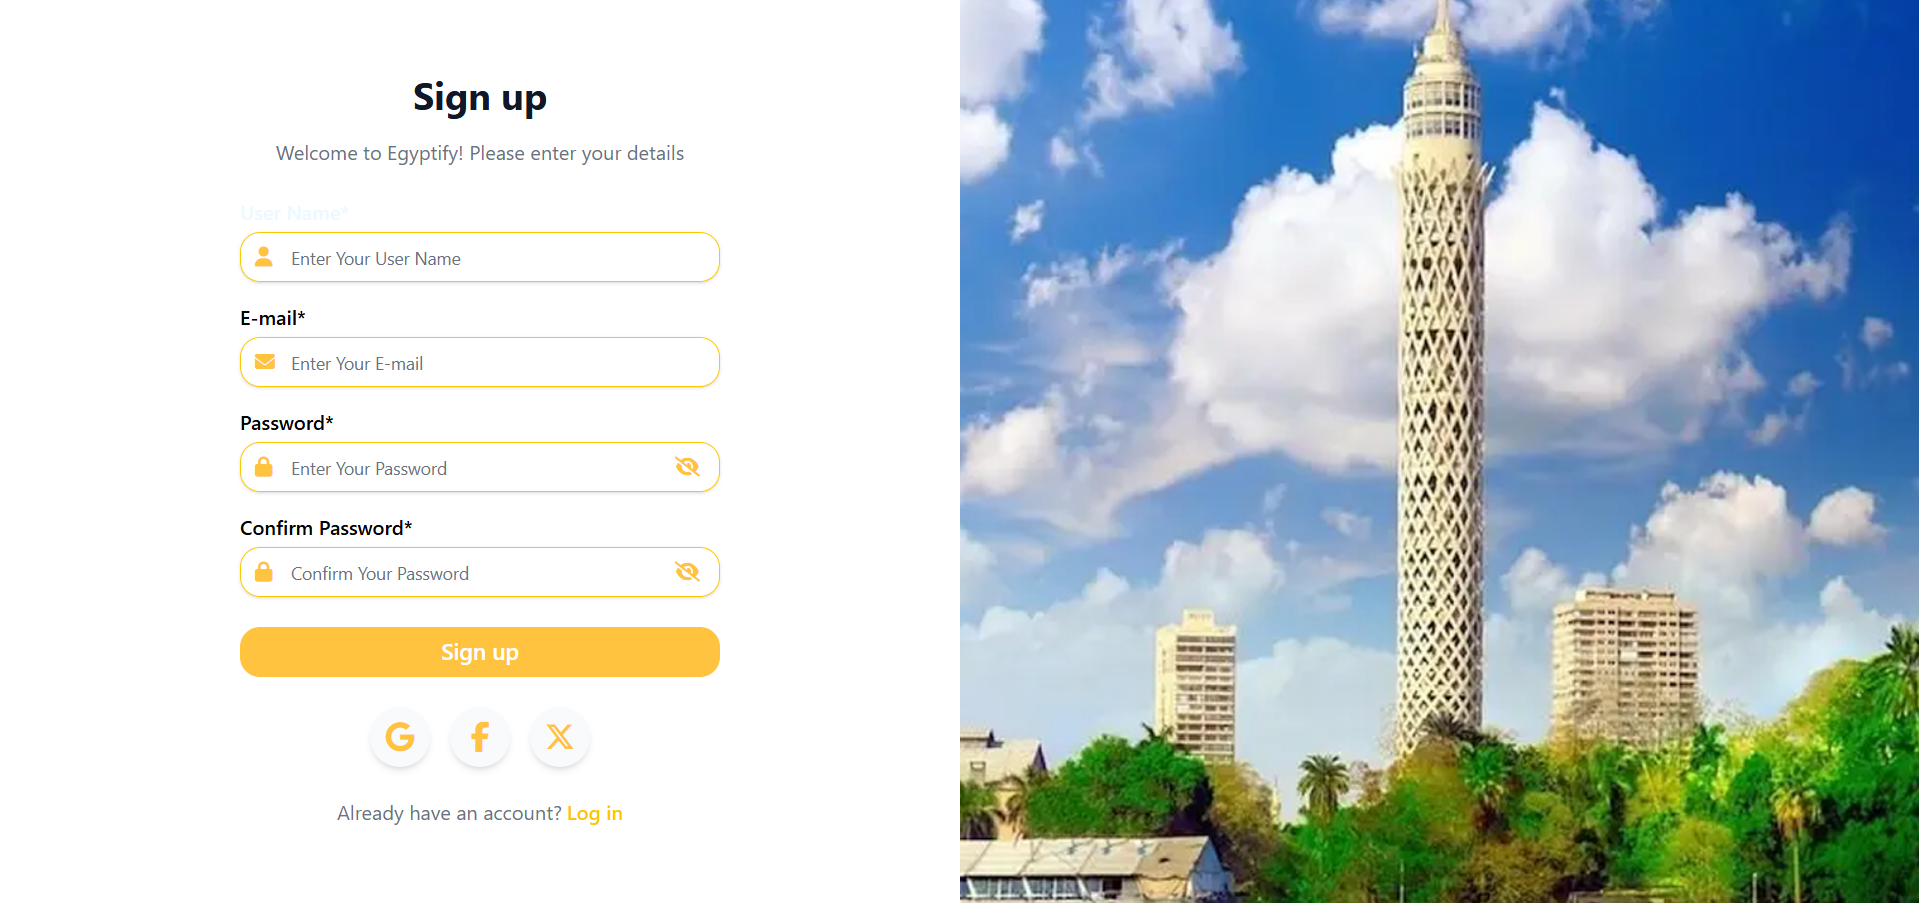 Sign up
Welcome to Egyptify! Please enter your details
User Name*
Enter Your User Name
E-mail*
Enter Your E-mail
Password*
Enter Your Password
Confirm Password*
Confirm Your Password
Sign up
Already have an account? Log in